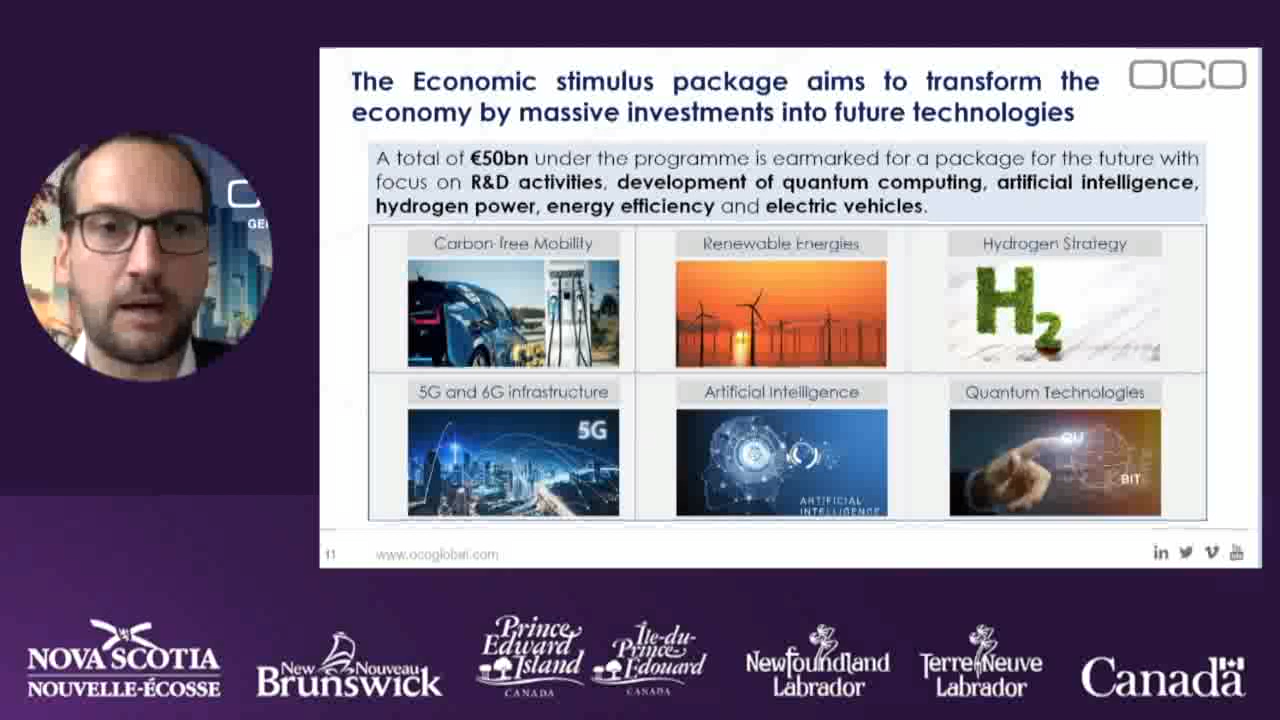 The Economic stimulus package aims to transform the
economy by massive investments into future technologies
OCO
A total of €50bn under the programme is earmarked for a package for the future with
focus on R&D activities, development of quantum computing, artificial intelligence,
hydrogen power, energy efficiency and electric vehicles.
Carbon-free Mobility
Renewable Energies
Hydrogen Strategy
H2
5G and 6G infrastructure
Artificial Intelligence
Quantum Technologies
5G
ARTIFICIAL
INTELLIGENCE
QU
BIT
11
www.ocoglobal.com
in
NOVA SCOTIA
NOUVELLE-ÉCOSSE
New Nouveau
Brunswick
Prince
Edward
Island
CANADA
Île-du-
Prince
Édouard
CANADA
Newfoundland
Labrador
Terre Neuve
Labrador
Canada